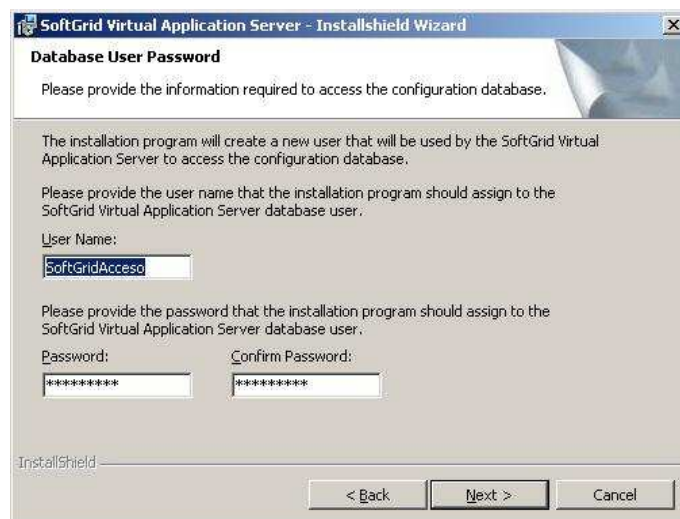 SoftGrid Virtual Application Server - Installshield Wizard
Database User Password
Please provide the information required to access the configuration database.
The installation program will create a new user that will be used by the SoftGrid Virtual
Application Server to access the configuration database.
Please provide the user name that the installation program should assign to the
SoftGrid Virtual Application Server database user.
User Name:
SoftGridAcceso
Please provide the password that the installation program should assign to the
SoftGrid Virtual Application Server database user.
Password: Confirm Password:
********* *********
InstallShield
< Back Next > Cancel